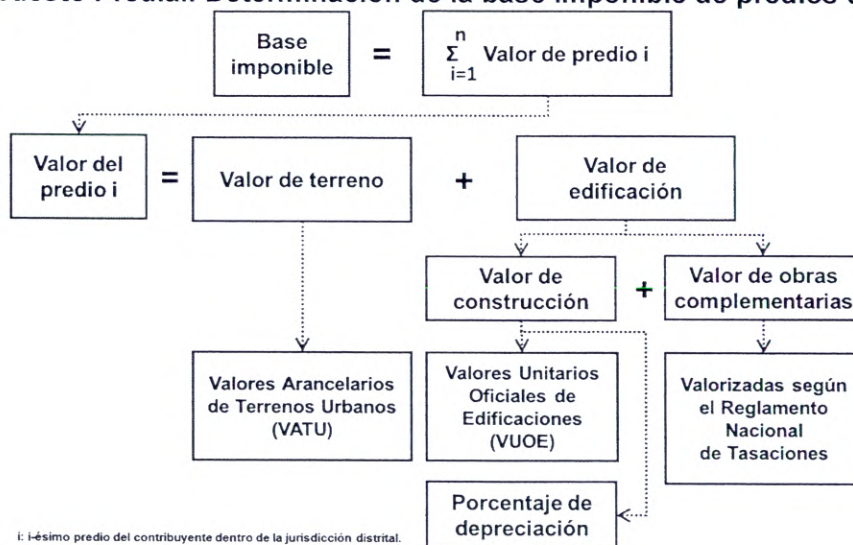 Predial. Determinación de la base imponible de predios
Base
imponible
=
n
Σ Valor de predio i
i=1
Valor del
predio i
=
Valor de terreno
+
Valor de
edificación
Valor de
construcción
+
Valor de obras
complementarias
Valores Arancelarios
de Terrenos Urbanos
(VATU)
Valores Unitarios
Oficiales de
Edificaciones
(VUOE)
Valorizadas según
el Reglamento
Nacional
de Tasaciones
Porcentaje de
depreciación
i: i-ésimo predio del contribuyente dentro de la jurisdicción distrital.